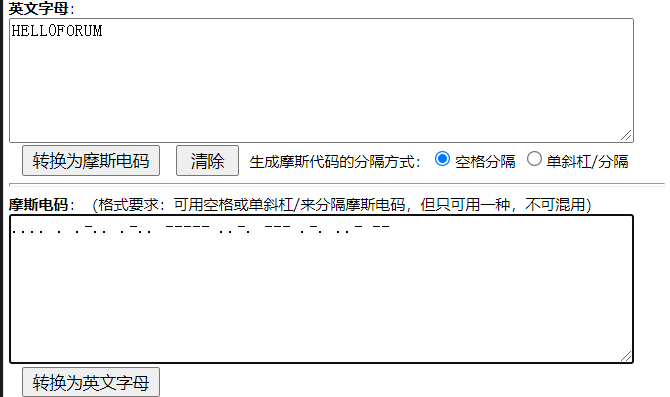 英文字母:
HELL0FORUM
转换为摩斯电码 清除 生成摩斯代码的分隔方式: 空格分隔 单斜杠/分隔
摩斯电码: (格式要求:可用空格或单斜杠/来分隔摩斯电码,但只可用一种,不可混用)
.... . .-.. .-.. ----- ..-. --- .-. ..- --
转换为英文字母